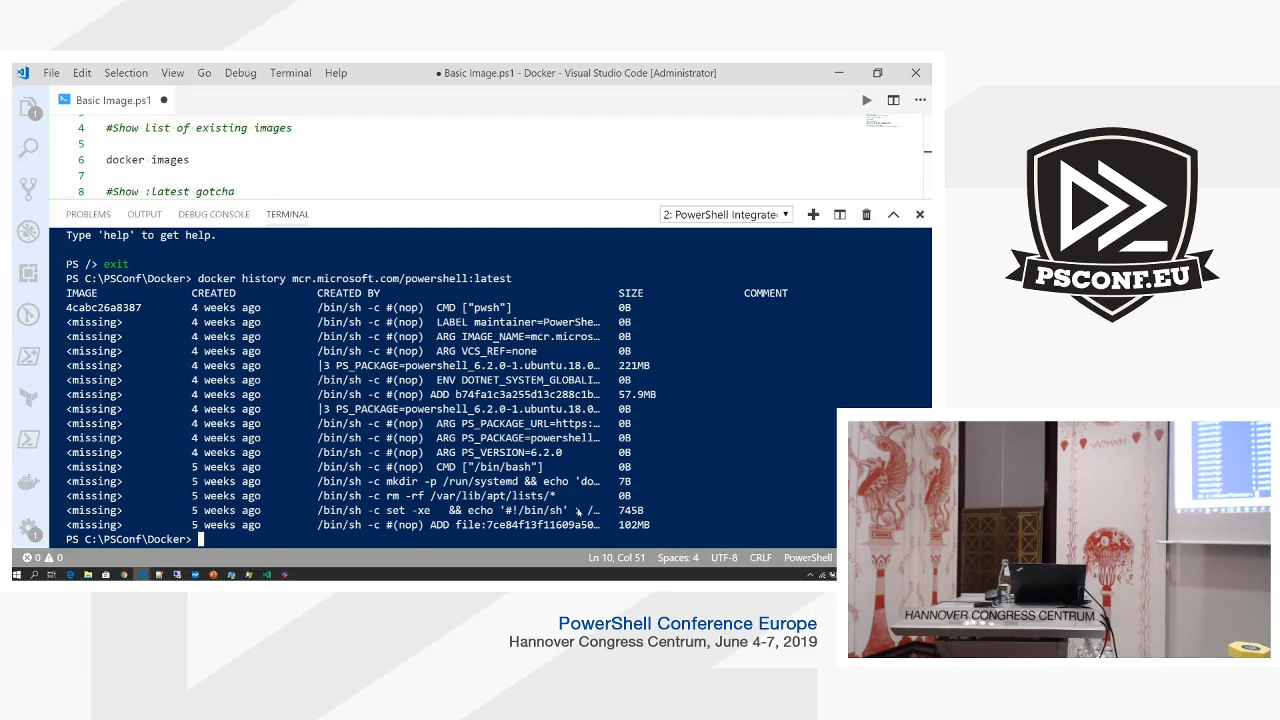 File Edit Selection View Go Debug Terminal Help
● Basic Image.ps1 - Docker - Visual Studio Code [Administrator]
Basic Image.ps1 ●
4 #Show list of existing images
5
6 docker images
7
8 #Show :latest gotcha
PROBLEMS OUTPUT DEBUG CONSOLE TERMINAL
2: PowerShell Integrate
Type 'help' to get help.
PS /> exit
PS C:\PSConf\Docker> docker history mcr.microsoft.com/powershell:latest
IMAGE CREATED CREATED BY SIZE COMMENT
4cabc26a8387 4 weeks ago /bin/sh -c #(nop) CMD ["pwsh"] 0B
<missing> 4 weeks ago /bin/sh -c #(nop) LABEL maintainer=PowerShe… 0B
<missing> 4 weeks ago /bin/sh -c #(nop) ARG IMAGE_NAME=mcr.micros… 0B
<missing> 4 weeks ago /bin/sh -c #(nop) ARG VCS_REF=none 0B
<missing> 4 weeks ago |3 PS_PACKAGE=powershell_6.2.0-1.ubuntu.18.0… 221MB
<missing> 4 weeks ago /bin/sh -c #(nop) ENV DOTNET_SYSTEM_GLOBALI… 0B
<missing> 4 weeks ago /bin/sh -c #(nop) ADD b74fa1c3a255d13c288c1b… 57.9MB
<missing> 4 weeks ago |3 PS_PACKAGE=powershell_6.2.0-1.ubuntu.18.0… 0B
<missing> 4 weeks ago /bin/sh -c #(nop) ARG PS_PACKAGE_URL=https:… 0B
<missing> 4 weeks ago /bin/sh -c #(nop) ARG PS_PACKAGE=powershell… 0B
<missing> 4 weeks ago /bin/sh -c #(nop) ARG PS_VERSION=6.2.0 0B
<missing> 5 weeks ago /bin/sh -c #(nop) CMD ["/bin/bash"] 0B
<missing> 5 weeks ago /bin/sh -c mkdir -p /run/systemd && echo 'do… 7B
<missing> 5 weeks ago /bin/sh -c rm -rf /var/lib/apt/lists/* 0B
<missing> 5 weeks ago /bin/sh -c set -xe && echo '#!/bin/sh' > /… 745B
<missing> 5 weeks ago /bin/sh -c #(nop) ADD file:7ce84f13f11609a50… 102MB
PS C:\PSConf\Docker>
0 0 Ln 10, Col 51 Spaces: 4 UTF-8 CRLF PowerShell
PSCONF.EU
HANNOVER CONGRESS CENTRUM
PowerShell Conference Europe
Hannover Congress Centrum, June 4-7, 2019